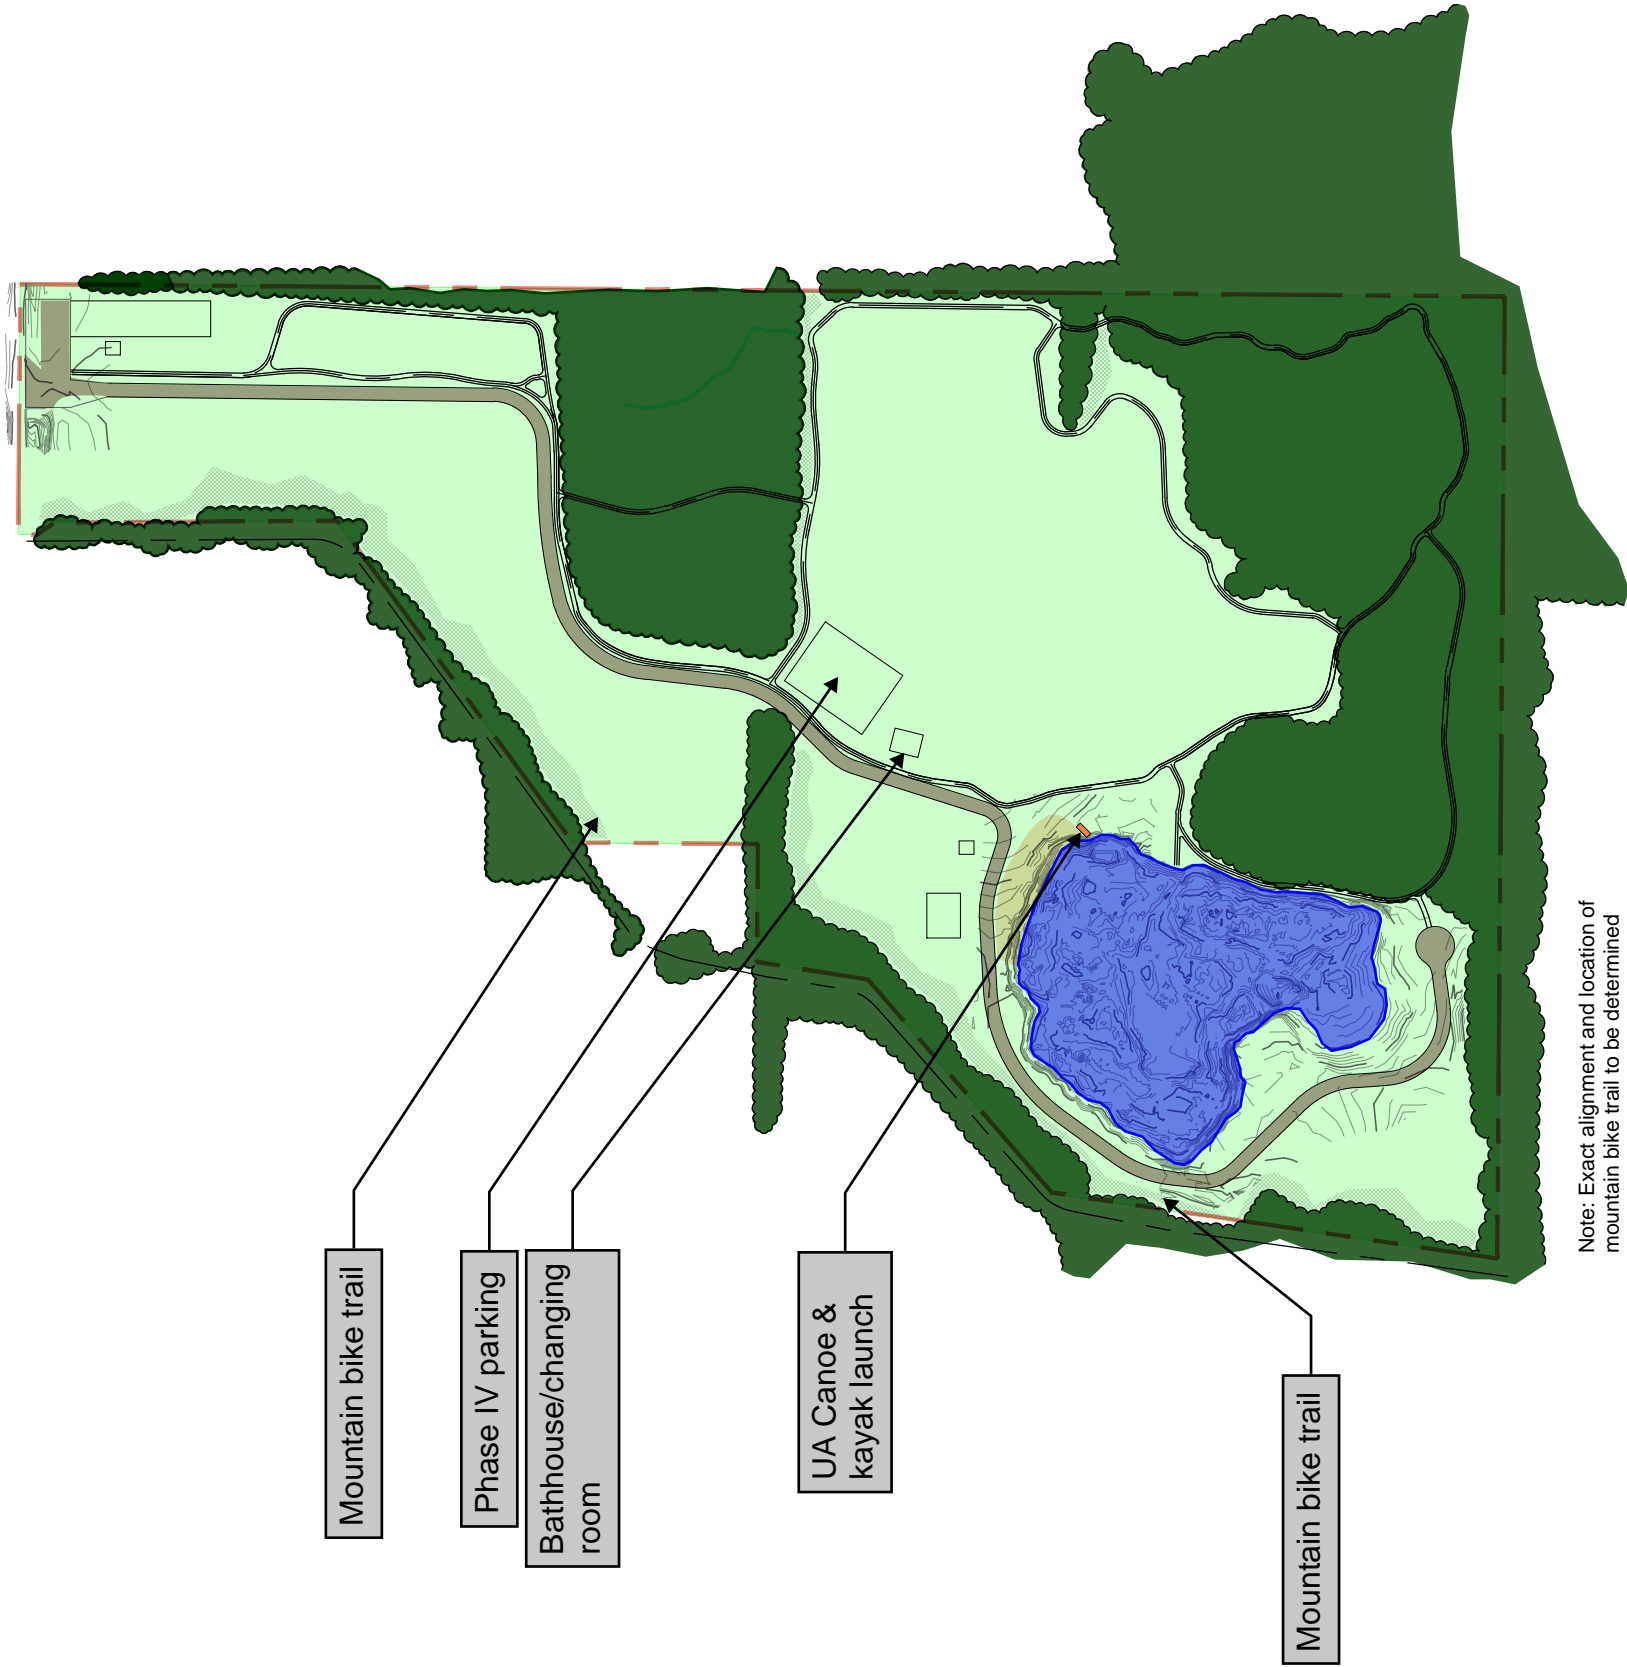 Mountain bike trail
Phase IV parking
Bathhouse/changing
room
UA Canoe &
kayak launch
Mountain bike trail
Note: Exact alignment and location of
mountain bike trail to be determined